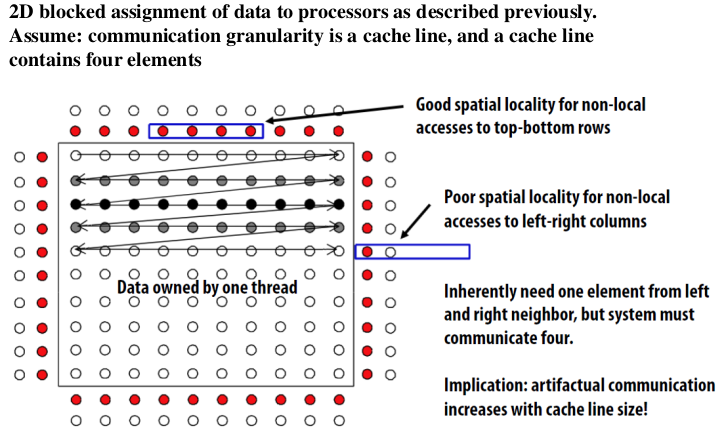 2D blocked assignment of data to processors as described previously.
Assume: communication granularity is a cache line, and a cache line
contains four elements
Good spatial locality for non-local
accesses to top-bottom rows
Poor spatial locality for non-local
accesses to left-right columns
Data owned by one thread
Inherently need one element from left
and right neighbor, but system must
communicate four.
Implication: artifactual communication
increases with cache line size!